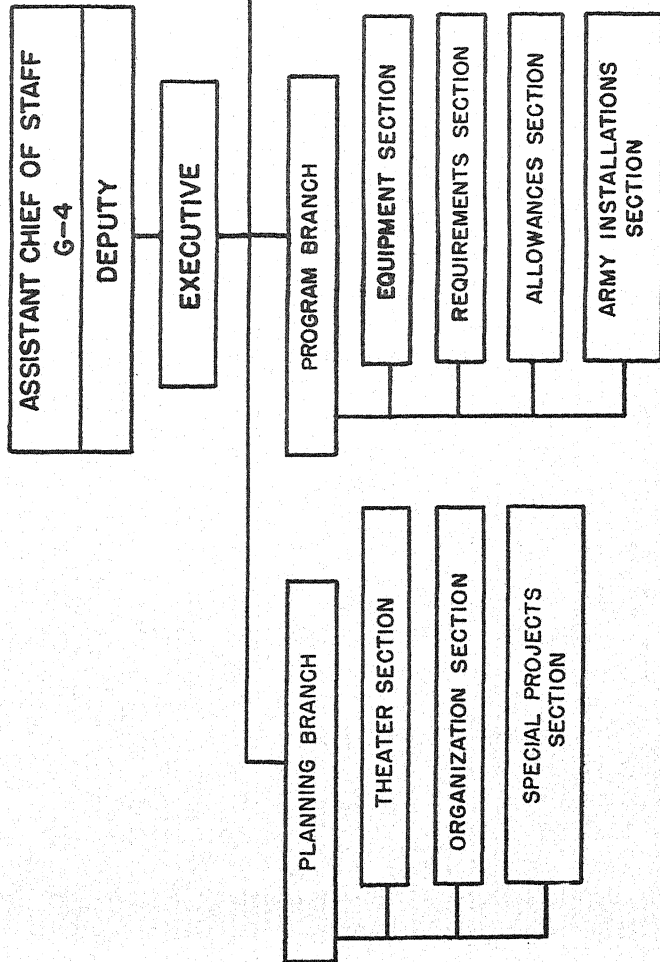 ASSISTANT CHIEF OF STAFF
G-4
DEPUTY
EXECUTIVE
PLANNING BRANCH
THEATER SECTION
ORGANIZATION SECTION
SPECIAL PROJECTS
SECTION
PROGRAM BRANCH
EQUIPMENT SECTION
REQUIREMENTS SECTION
ALLOWANCES SECTION
ARMY INSTALLATIONS
SECTION